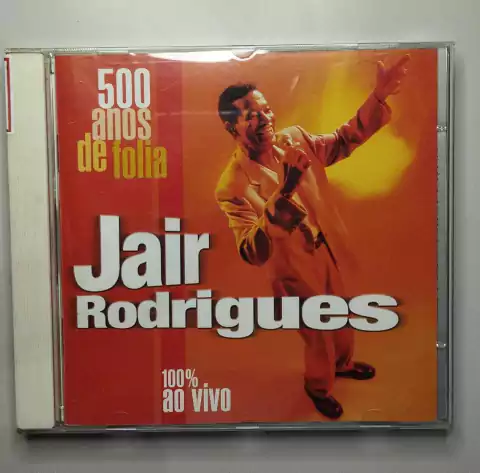 500
anos
de folia
Jair
Rodrigues
100%
ao vivo